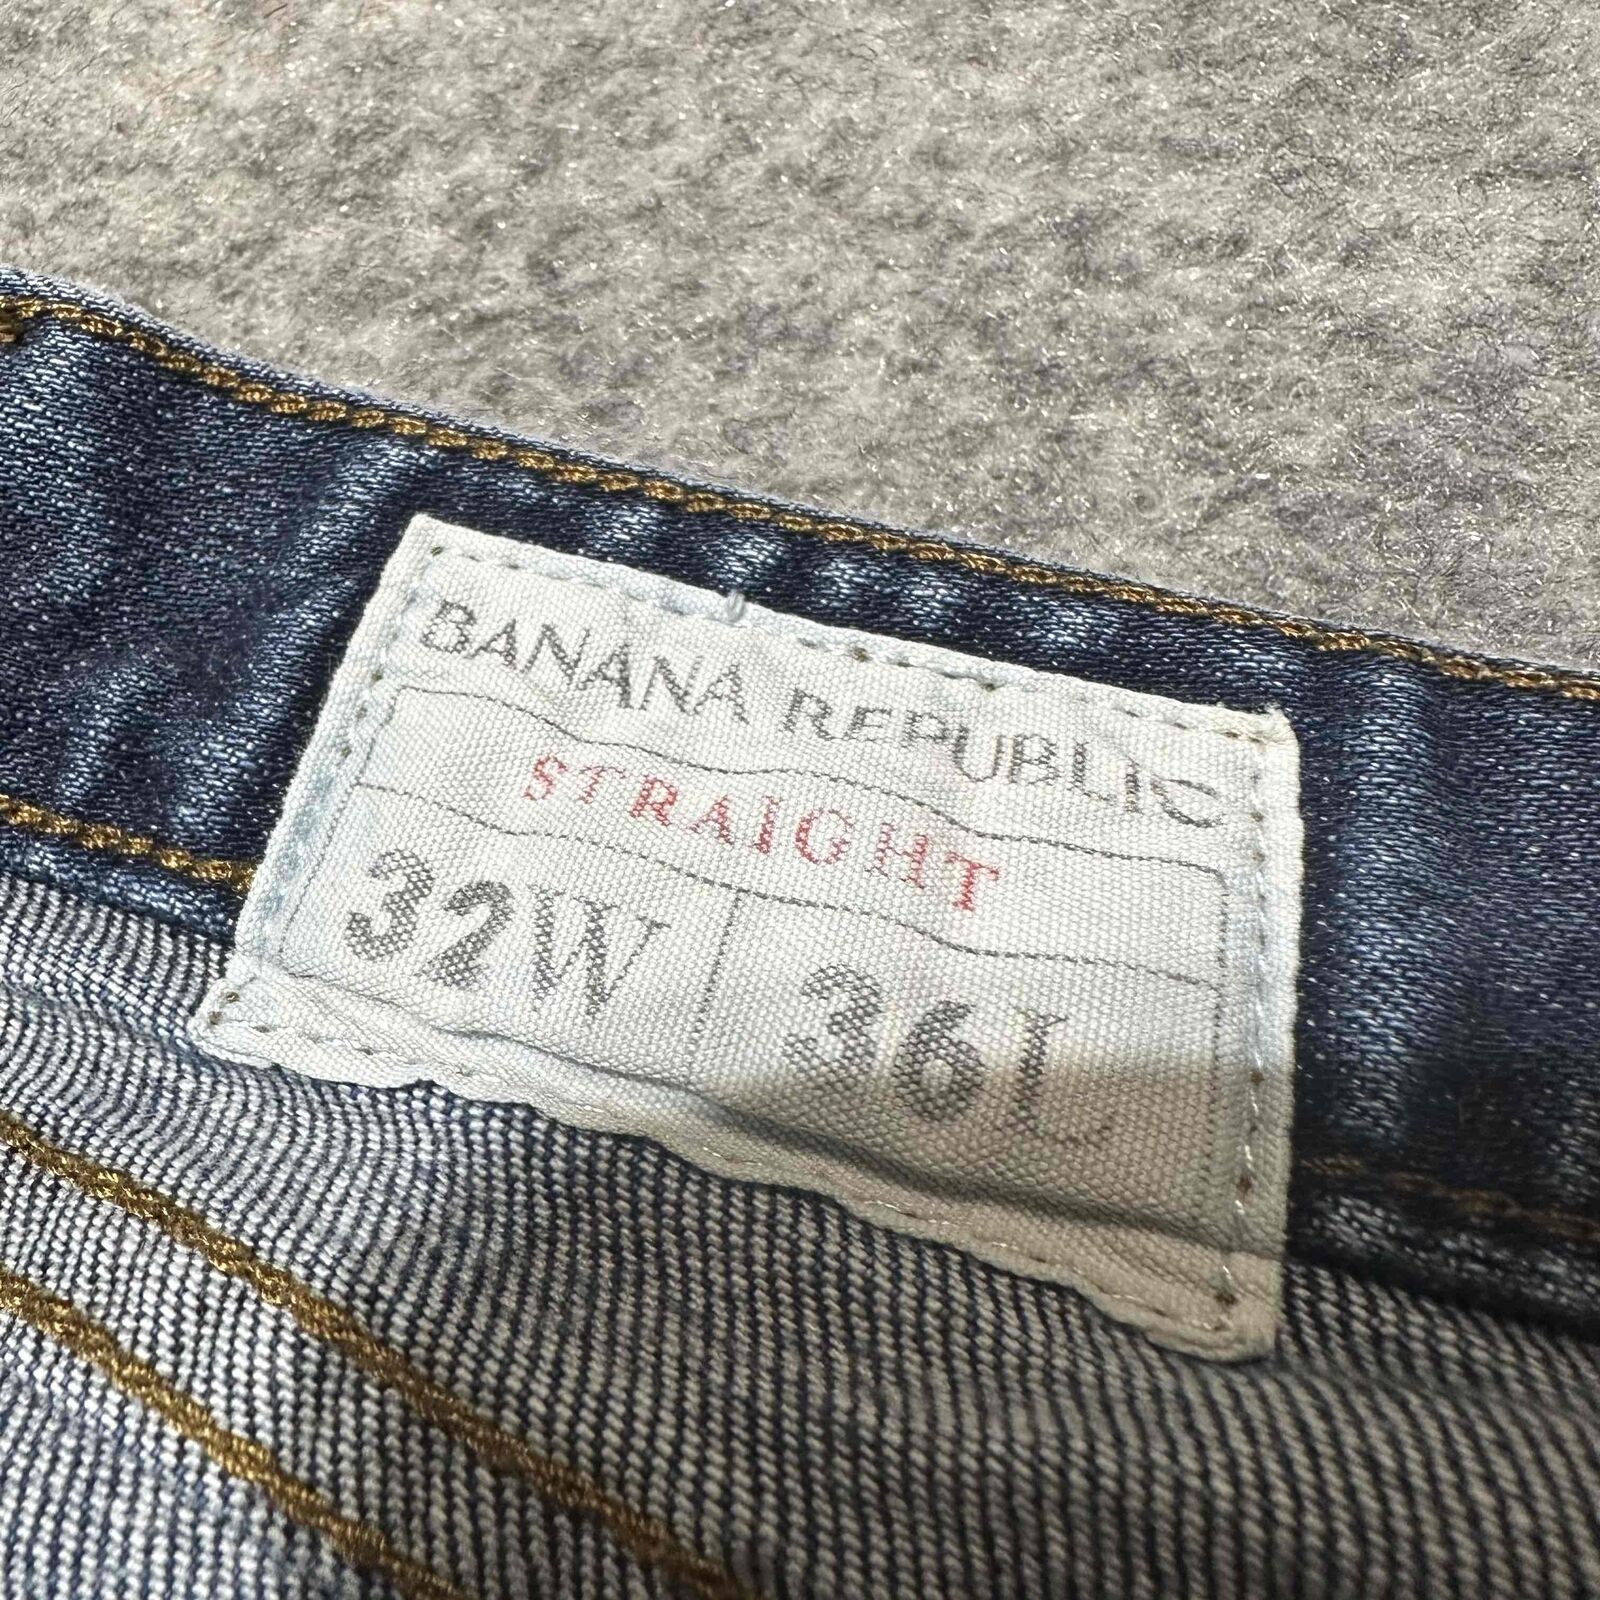 BANANA REPUBLIC
STRAIGHT
32W 36L